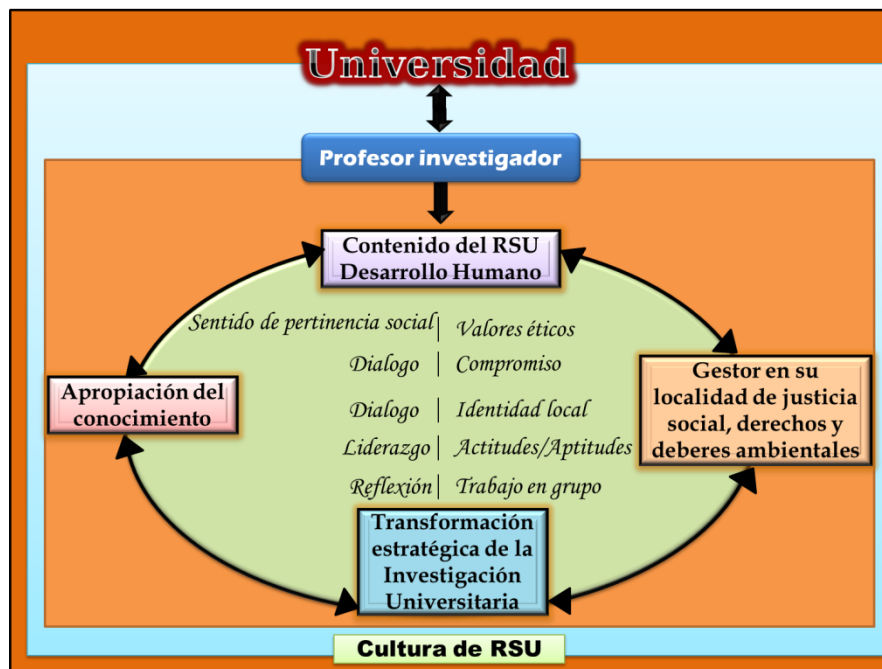 Universidad
Profesor investigador
Contenido del RSU
Desarrollo Humano
Sentido de pertinencia social | Valores éticos
Dialogo | Compromiso
Dialogo | Identidad local
Liderazgo | Actitudes/Aptitudes
Reflexión | Trabajo en grupo
Apropiación del
conocimiento
Gestor en su
localidad de justicia
social, derechos y
deberes ambientales
Transformación
estratégica de la
Investigación
Universitaria
Cultura de RSU